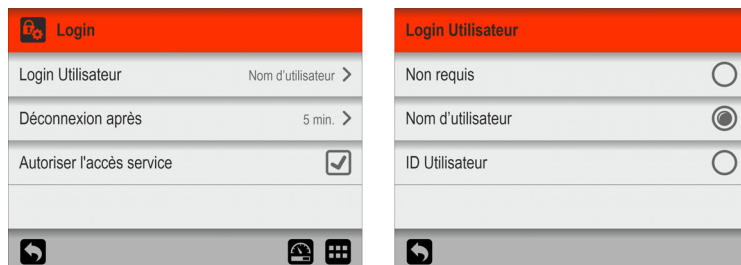 Login
Login Utilisateur Nom d'utilisateur
Déconnexion après 5 min.
Autoriser l'accès service
Login Utilisateur
Non requis
Nom d'utilisateur
ID Utilisateur